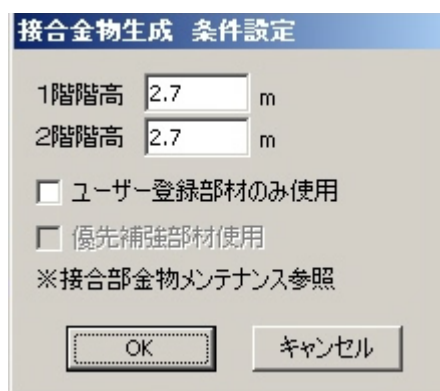 接合金物生成 条件設定
1階階高 2.7 m
2階階高 2.7 m
ユーザー登録部材のみ使用
優先補強部材使用
※接合部金物メンテナンス参照
OK キャンセル